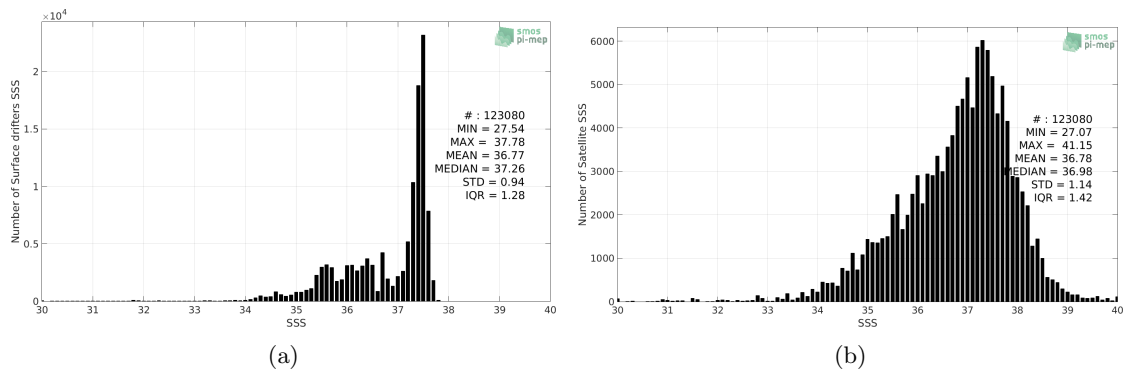 ×10⁴
2
1.5
1
0.5
0
30 31 32 33 34 35 36 37 38 39 40
SSS
Number of Surface drifters SSS
smos
pi-mep
# : 123080
MIN = 27.54
MAX = 37.78
MEAN = 36.77
MEDIAN = 37.26
STD = 0.94
IQR = 1.28
(a)
6000
5000
4000
3000
2000
1000
0
30 31 32 33 34 35 36 37 38 39 40
SSS
Number of Satellite SSS
smos
pi-mep
# : 123080
MIN = 27.07
MAX = 41.15
MEAN = 36.78
MEDIAN = 36.98
STD = 1.14
IQR = 1.42
(b)